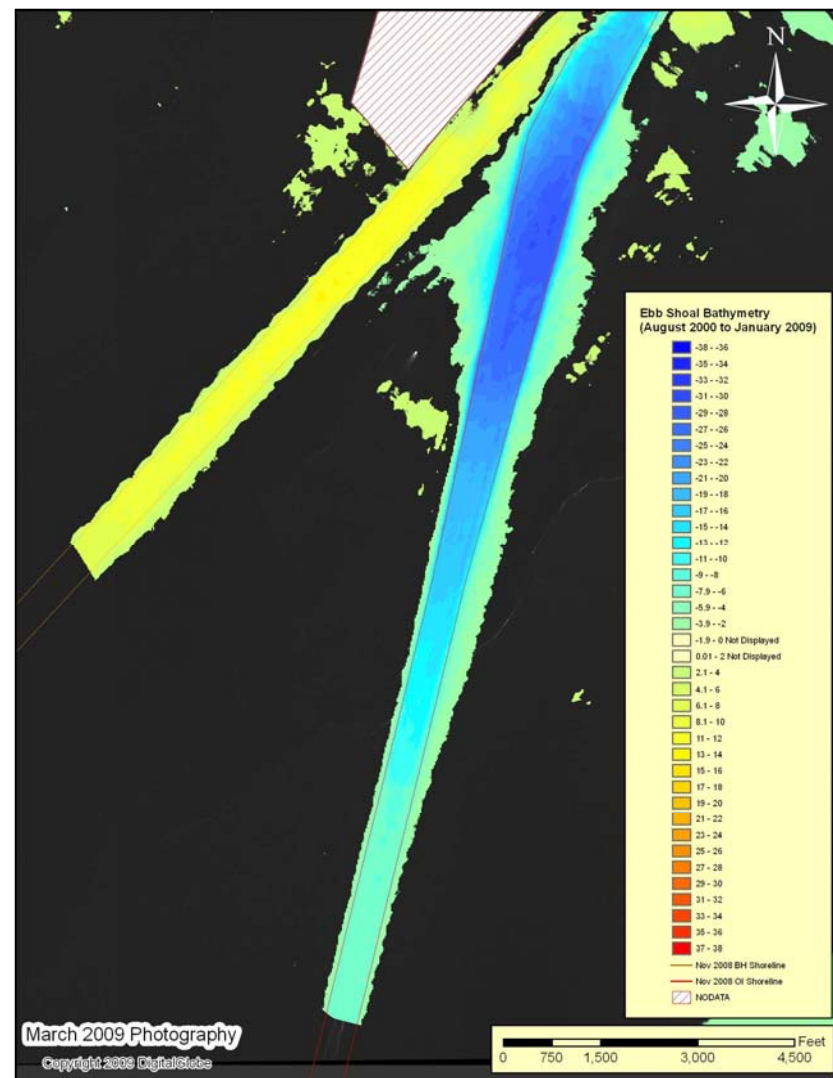 N
Ebb Shoal Bathymetry
(August 2000 to January 2009)
-38 - -36
-35 - -34
-33 - -32
-31 - -30
-29 - -28
-27 - -26
-25 - -24
-23 - -22
-21 - -20
-19 - -18
-17 - -16
-15 - -14
-13 - -12
-11 - -10
-9 - -8
-7.9 - -6
-5.9 - -4
-3.9 - -2
-1.9 - 0 Not Displayed
0.01 - 2 Not Displayed
2.1 - 4
4.1 - 6
6.1 - 8
8.1 - 10
11 - 12
13 - 14
15 - 16
17 - 18
19 - 20
21 - 22
23 - 24
25 - 26
27 - 28
29 - 30
31 - 32
33 - 34
35 - 36
37 - 38
Nov 2008 BH Shoreline
Nov 2008 OI Shoreline
NODATA
March 2009 Photography
Copyright 2009 DigitalGlobe
Feet
0 750 1,500 3,000 4,500